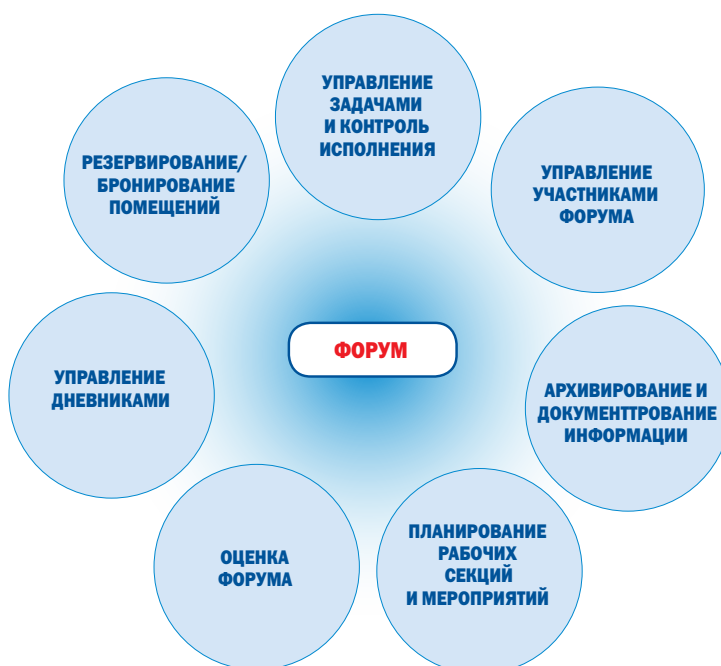 УПРАВЛЕНИЕ
ЗАДАЧАМИ
И КОНТРОЛЬ
ИСПОЛНЕНИЯ
РЕЗЕРВИРОВАНИЕ/
БРОНИРОВАНИЕ
ПОМЕЩЕНИЙ
УПРАВЛЕНИЕ
УЧАСТНИКАМИ
ФОРУМА
ФОРУМ
УПРАВЛЕНИЕ
ДНЕВНИКАМИ
АРХИВИРОВАНИЕ И
ДОКУМЕНТТРОВАНИЕ
ИНФОРМАЦИИ
ОЦЕНКА
ФОРУМА
ПЛАНИРОВАНИЕ
РАБОЧИХ
СЕКЦИЙ
И МЕРОПРИЯТИЙ